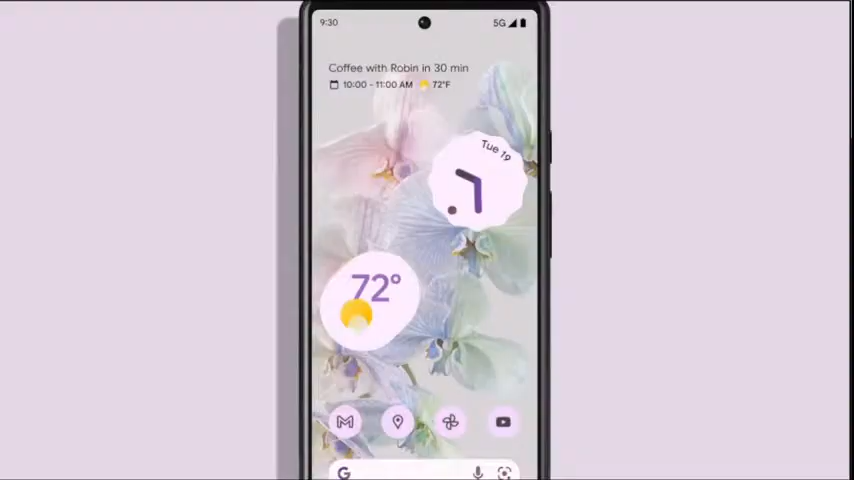 9:30
5G
Coffee with Robin in 30 min
10:00 - 11:00 AM 72°F
Tue 19
72°
G